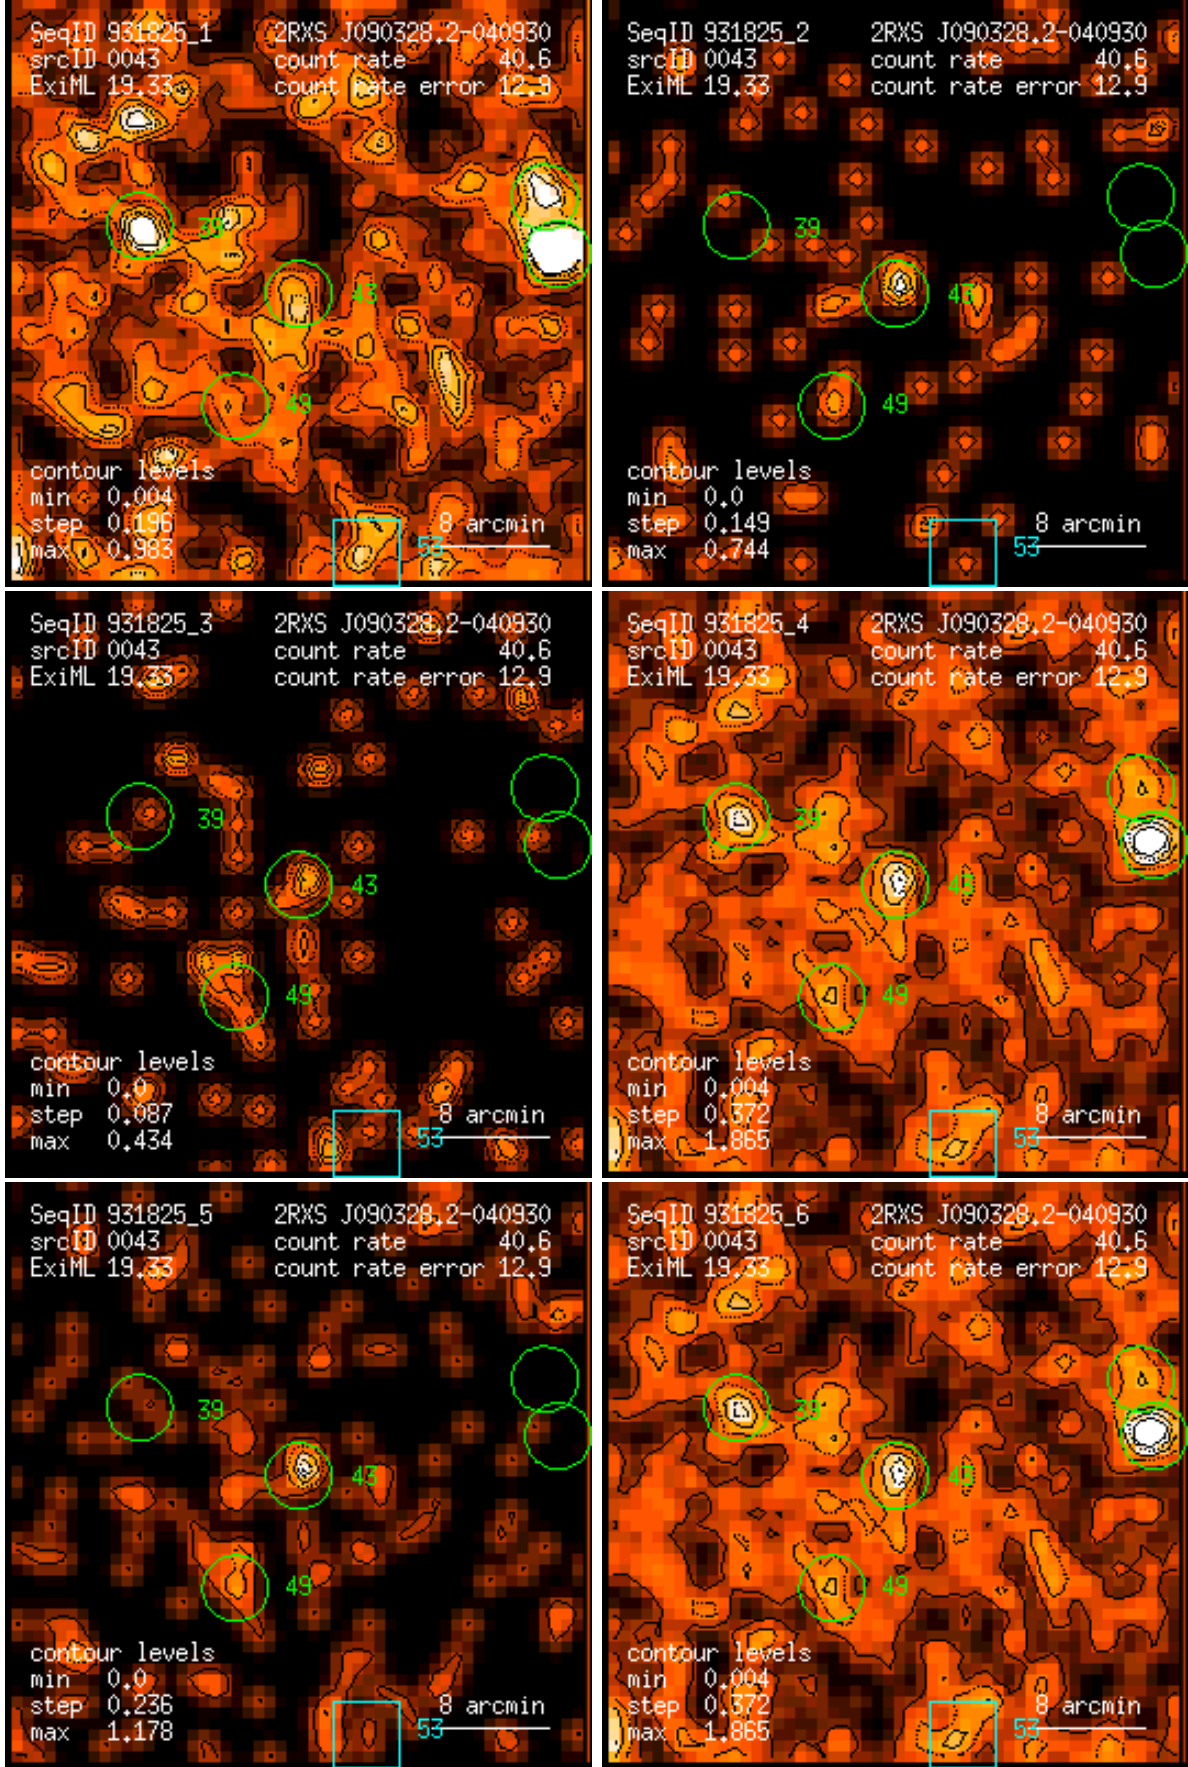 SeqID 931825_1 2RXS J090328.2-040930
srcID 0043 count rate 40.6
ExiML 19.33 count rate error 12.9
39
43
49
contour levels
min 0.004
step 0.196 8 arcmin
max 0.983 53
SeqID 931825_2 2RXS J090328.2-040930
srcID 0043 count rate 40.6
ExiML 19.33 count rate error 12.9
39
43
49
contour levels
min 0.0
step 0.149 8 arcmin
max 0.744 53
SeqID 931825_3 2RXS J090328.2-040930
srcID 0043 count rate 40.6
ExiML 19.33 count rate error 12.9
39
43
49
contour levels
min 0.0
step 0.087 8 arcmin
max 0.434 53
SeqID 931825_4 2RXS J090328.2-040930
srcID 0043 count rate 40.6
ExiML 19.33 count rate error 12.9
39
43
49
contour levels
min 0.004
step 0.372 8 arcmin
max 1.865 53
SeqID 931825_5 2RXS J090328.2-040930
srcID 0043 count rate 40.6
ExiML 19.33 count rate error 12.9
39
43
49
contour levels
min 0.0
step 0.236 8 arcmin
max 1.178 53
SeqID 931825_6 2RXS J090328.2-040930
srcID 0043 count rate 40.6
ExiML 19.33 count rate error 12.9
39
43
49
contour levels
min 0.004
step 0.372 8 arcmin
max 1.865 53